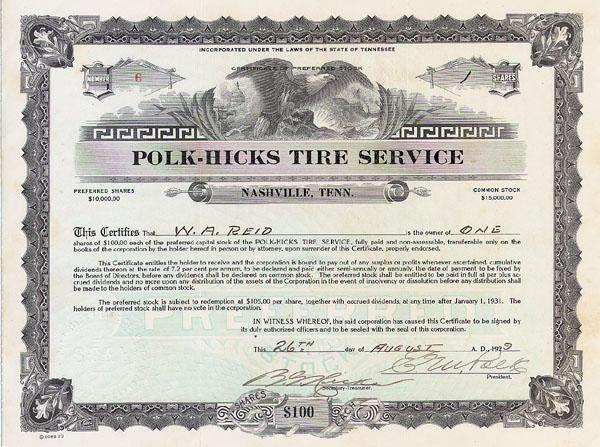 INCORPORATED UNDER THE LAWS OF THE STATE OF TENNESSEE
CERTIFICATE OF PREFERRED STOCK
NUMBER 6
1 SHARES
POLK-HICKS TIRE SERVICE
NASHVILLE, TENN.
PREFERRED SHARES
$10,000.00
COMMON STOCK
$15,000.00
This Certifies That W. A. REID is the owner of ONE
shares of $100.00 each of the preferred capital stock of the POLK-HICKS TIRE SERVICE, fully paid and non-assessable, transferable only on the
books of the corporation by the holder hereof in person or by attorney, upon surrender of this Certificate, properly endorsed.
This Certificate entitles the holder to receive and the corporation is bound to pay out of any surplus or profits whenever ascertained, cumulative
dividends thereon at the rate of 7.2 per cent per annum, to be declared and paid either semi-annually or annually, the date of payment to be fixed by
the Board of Directors, before any dividends shall be declared on common stock. The preferred stock shall be entitled to be paid in full at par plus ac-
crued dividends and no more upon any distribution of the assets of the Corporation in the event of insolvency or dissolution before any distribution shall
be made to the holders of common stock.
The preferred stock is subject to redemption at $105.00 per share, together with accrued dividends, at any time after January 1, 1931. The
holders of preferred stock shall have no vote in the corporation.
IN WITNESS WHEREOF, the said corporation has caused this Certificate to be signed by
its duly authorized officers and to be sealed with the seal of this corporation.
This 26TH day of AUGUST A. D., 1929
Secretary-Treasurer.
President.
SHARES $100